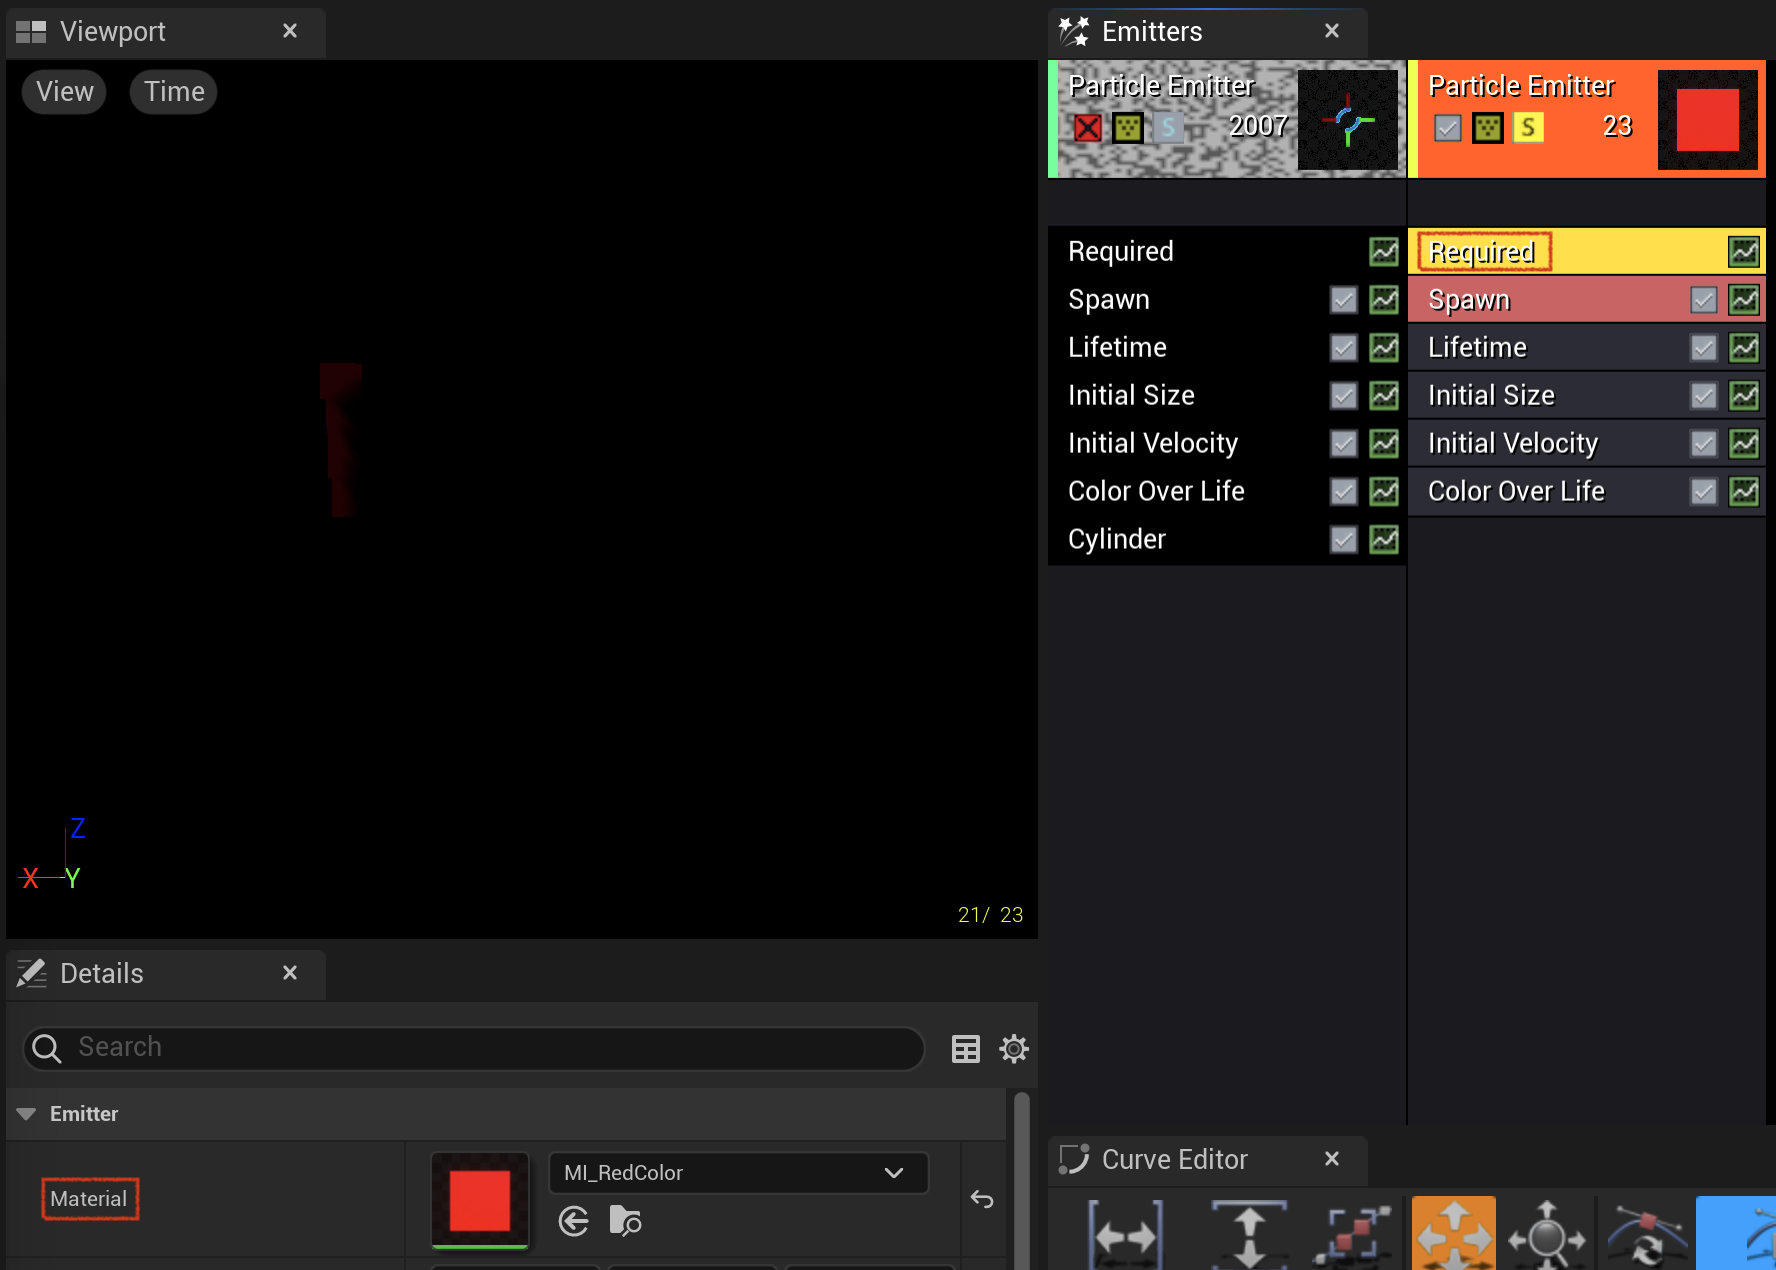 Viewport
View
Time
Z
X
Y
21/ 23
Emitters
Particle Emitter
S
2007
Required
Spawn
Lifetime
Initial Size
Initial Velocity
Color Over Life
Cylinder
Particle Emitter
S
23
Required
Spawn
Lifetime
Initial Size
Initial Velocity
Color Over Life
Details
Search
Emitter
Material
MI_RedColor
Curve Editor